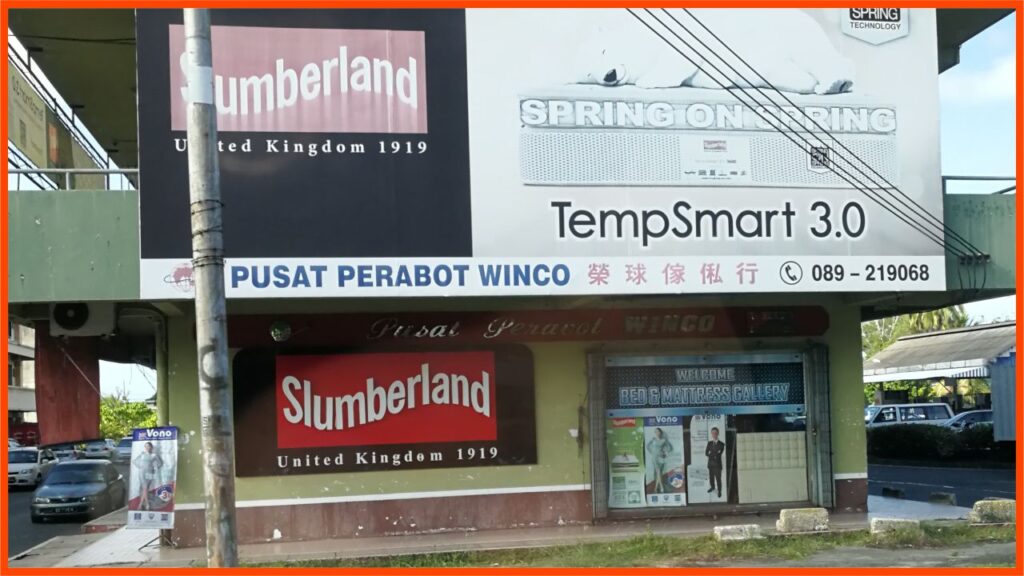 Slumberland
United Kingdom 1919
SPRING
TECHNOLOGY
SPRING ON SPRING
TempSmart 3.0
PUSAT PERABOT WINCO 榮球傢俬行 089 - 219068
Pusat Perabot WINCO
Slumberland
United Kingdom 1919
WELCOME
BED & MATTRESS GALLERY
Vono
Vono
Vono